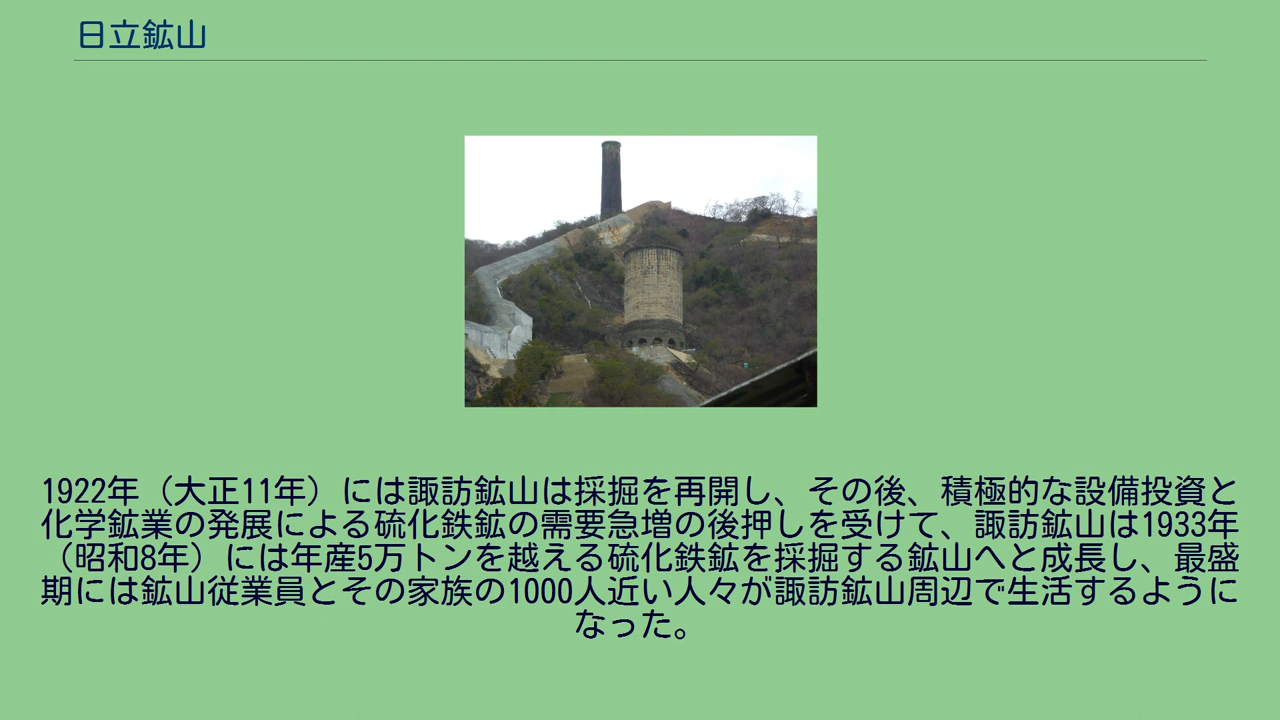 日立鉱山
1922年（大正11年）には諏訪鉱山は採掘を再開し、その後、積極的な設備投資と
化学鉱業の発展による硫化鉄鉱の需要急増の後押しを受けて、諏訪鉱山は1933年
（昭和8年）には年産5万トンを越える硫化鉄鉱を採掘する鉱山へと成長し、最盛
期には鉱山従業員とその家族の1000人近い人々が諏訪鉱山周辺で生活するように
なった。